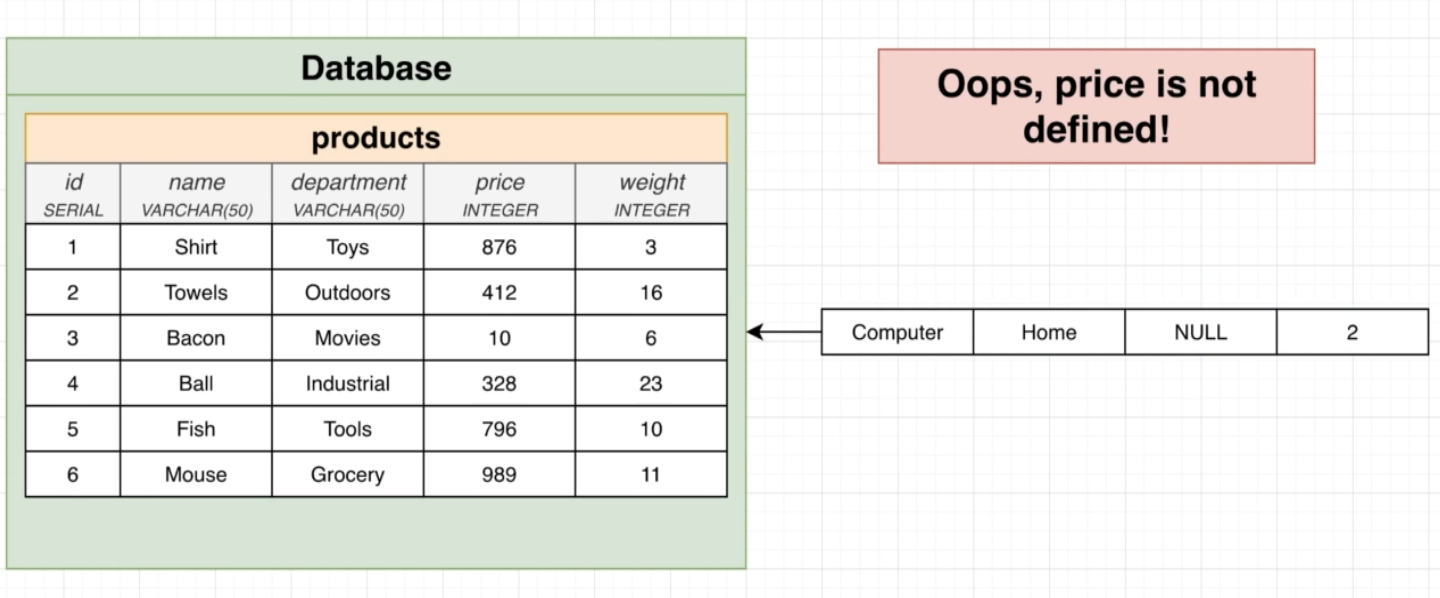 Database
products
id name department price weight
SERIAL VARCHAR(50) VARCHAR(50) INTEGER INTEGER
1 Shirt Toys 876 3
2 Towels Outdoors 412 16
3 Bacon Movies 10 6
4 Ball Industrial 328 23
5 Fish Tools 796 10
6 Mouse Grocery 989 11
Oops, price is not
defined!
Computer Home NULL 2